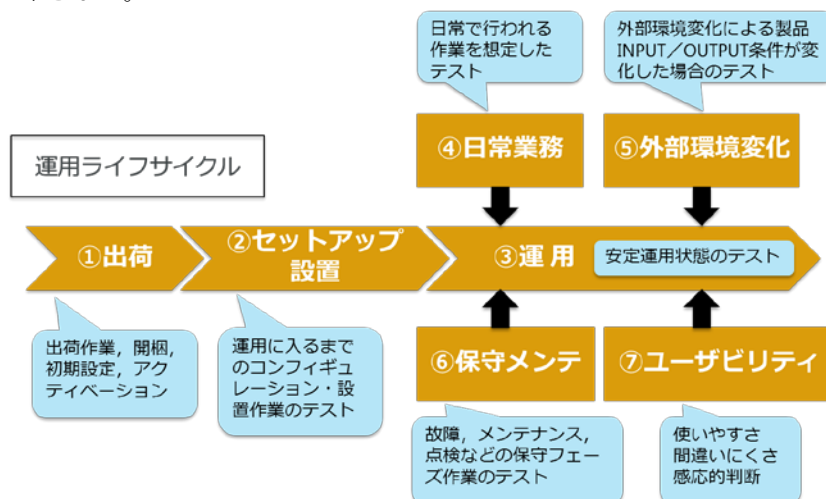 日常で行われる
作業を想定した
テスト
外部環境変化による製品
INPUT／OUTPUT条件が変
化した場合のテスト
④日常業務
⑤外部環境変化
運用ライフサイクル
①出荷
②セットアップ
設置
③運 用
安定運用状態のテスト
出荷作業，開梱，
初期設定，アク
ティベーション
運用に入るまで
のコンフィギュ
レーション・設
置作業のテスト
⑥保守メンテ
⑦ユーザビリティ
故障，メンテナンス，
点検などの保守フェー
ズ作業のテスト
使いやすさ
間違いにくさ
感応的判断